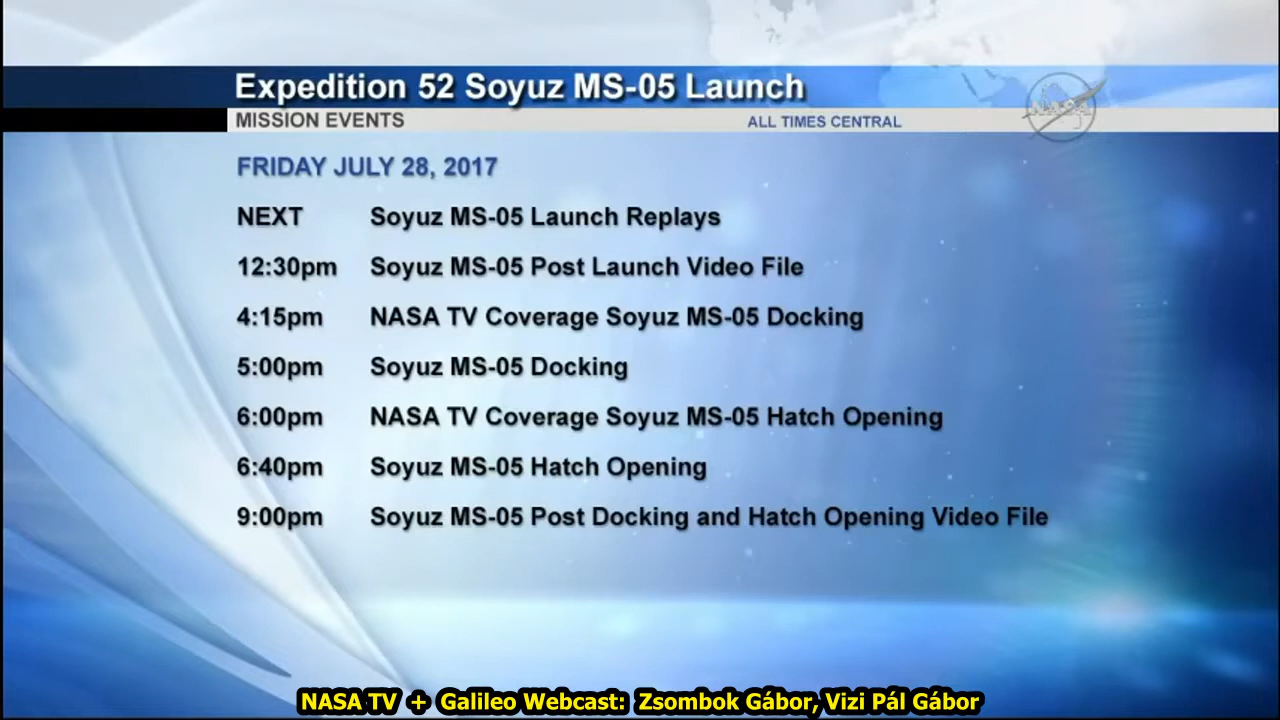 Expedition 52 Soyuz MS-05 Launch
MISSION EVENTS ALL TIMES CENTRAL
NASA
FRIDAY JULY 28, 2017
NEXT Soyuz MS-05 Launch Replays
12:30pm Soyuz MS-05 Post Launch Video File
4:15pm NASA TV Coverage Soyuz MS-05 Docking
5:00pm Soyuz MS-05 Docking
6:00pm NASA TV Coverage Soyuz MS-05 Hatch Opening
6:40pm Soyuz MS-05 Hatch Opening
9:00pm Soyuz MS-05 Post Docking and Hatch Opening Video File
NASA TV + Galileo Webcast: Zsombok Gábor, Vizi Pál Gábor